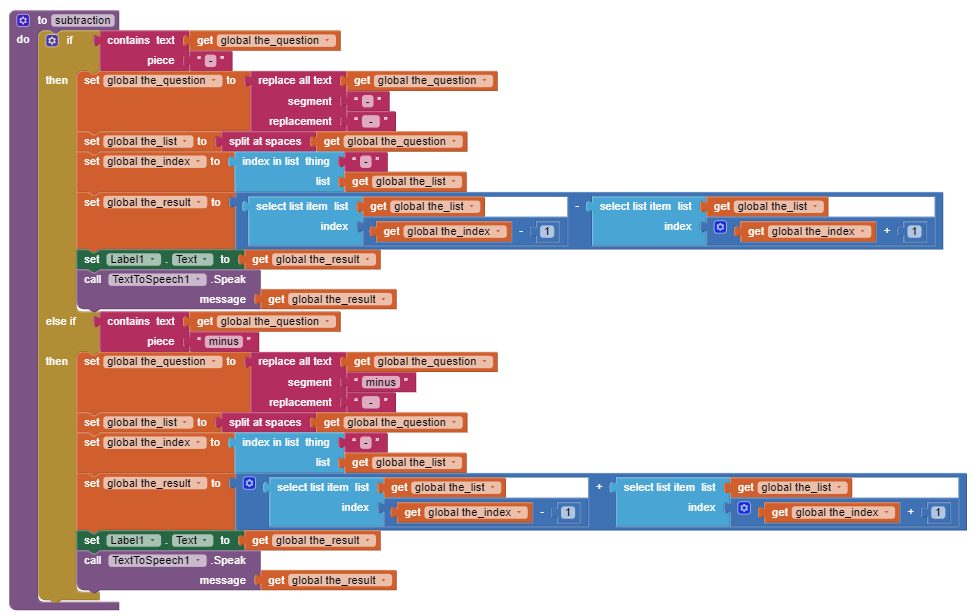 to subtraction
do if contains text get global the_question
piece " - "
then set global the_question to replace all text get global the_question
segment " - "
replacement " - "
set global the_list to split at spaces get global the_question
set global the_index to index in list thing " - "
list get global the_list
set global the_result to select list item list get global the_list - select list item list get global the_list
index get global the_index - 1 index get global the_index + 1
set Label1 . Text to get global the_result
call TextToSpeech1 .Speak
message get global the_result
else if contains text get global the_question
piece " minus "
then set global the_question to replace all text get global the_question
segment " minus "
replacement " - "
set global the_list to split at spaces get global the_question
set global the_index to index in list thing " - "
list get global the_list
set global the_result to select list item list get global the_list + select list item list get global the_list
index get global the_index - 1 index get global the_index + 1
set Label1 . Text to get global the_result
call TextToSpeech1 .Speak
message get global the_result